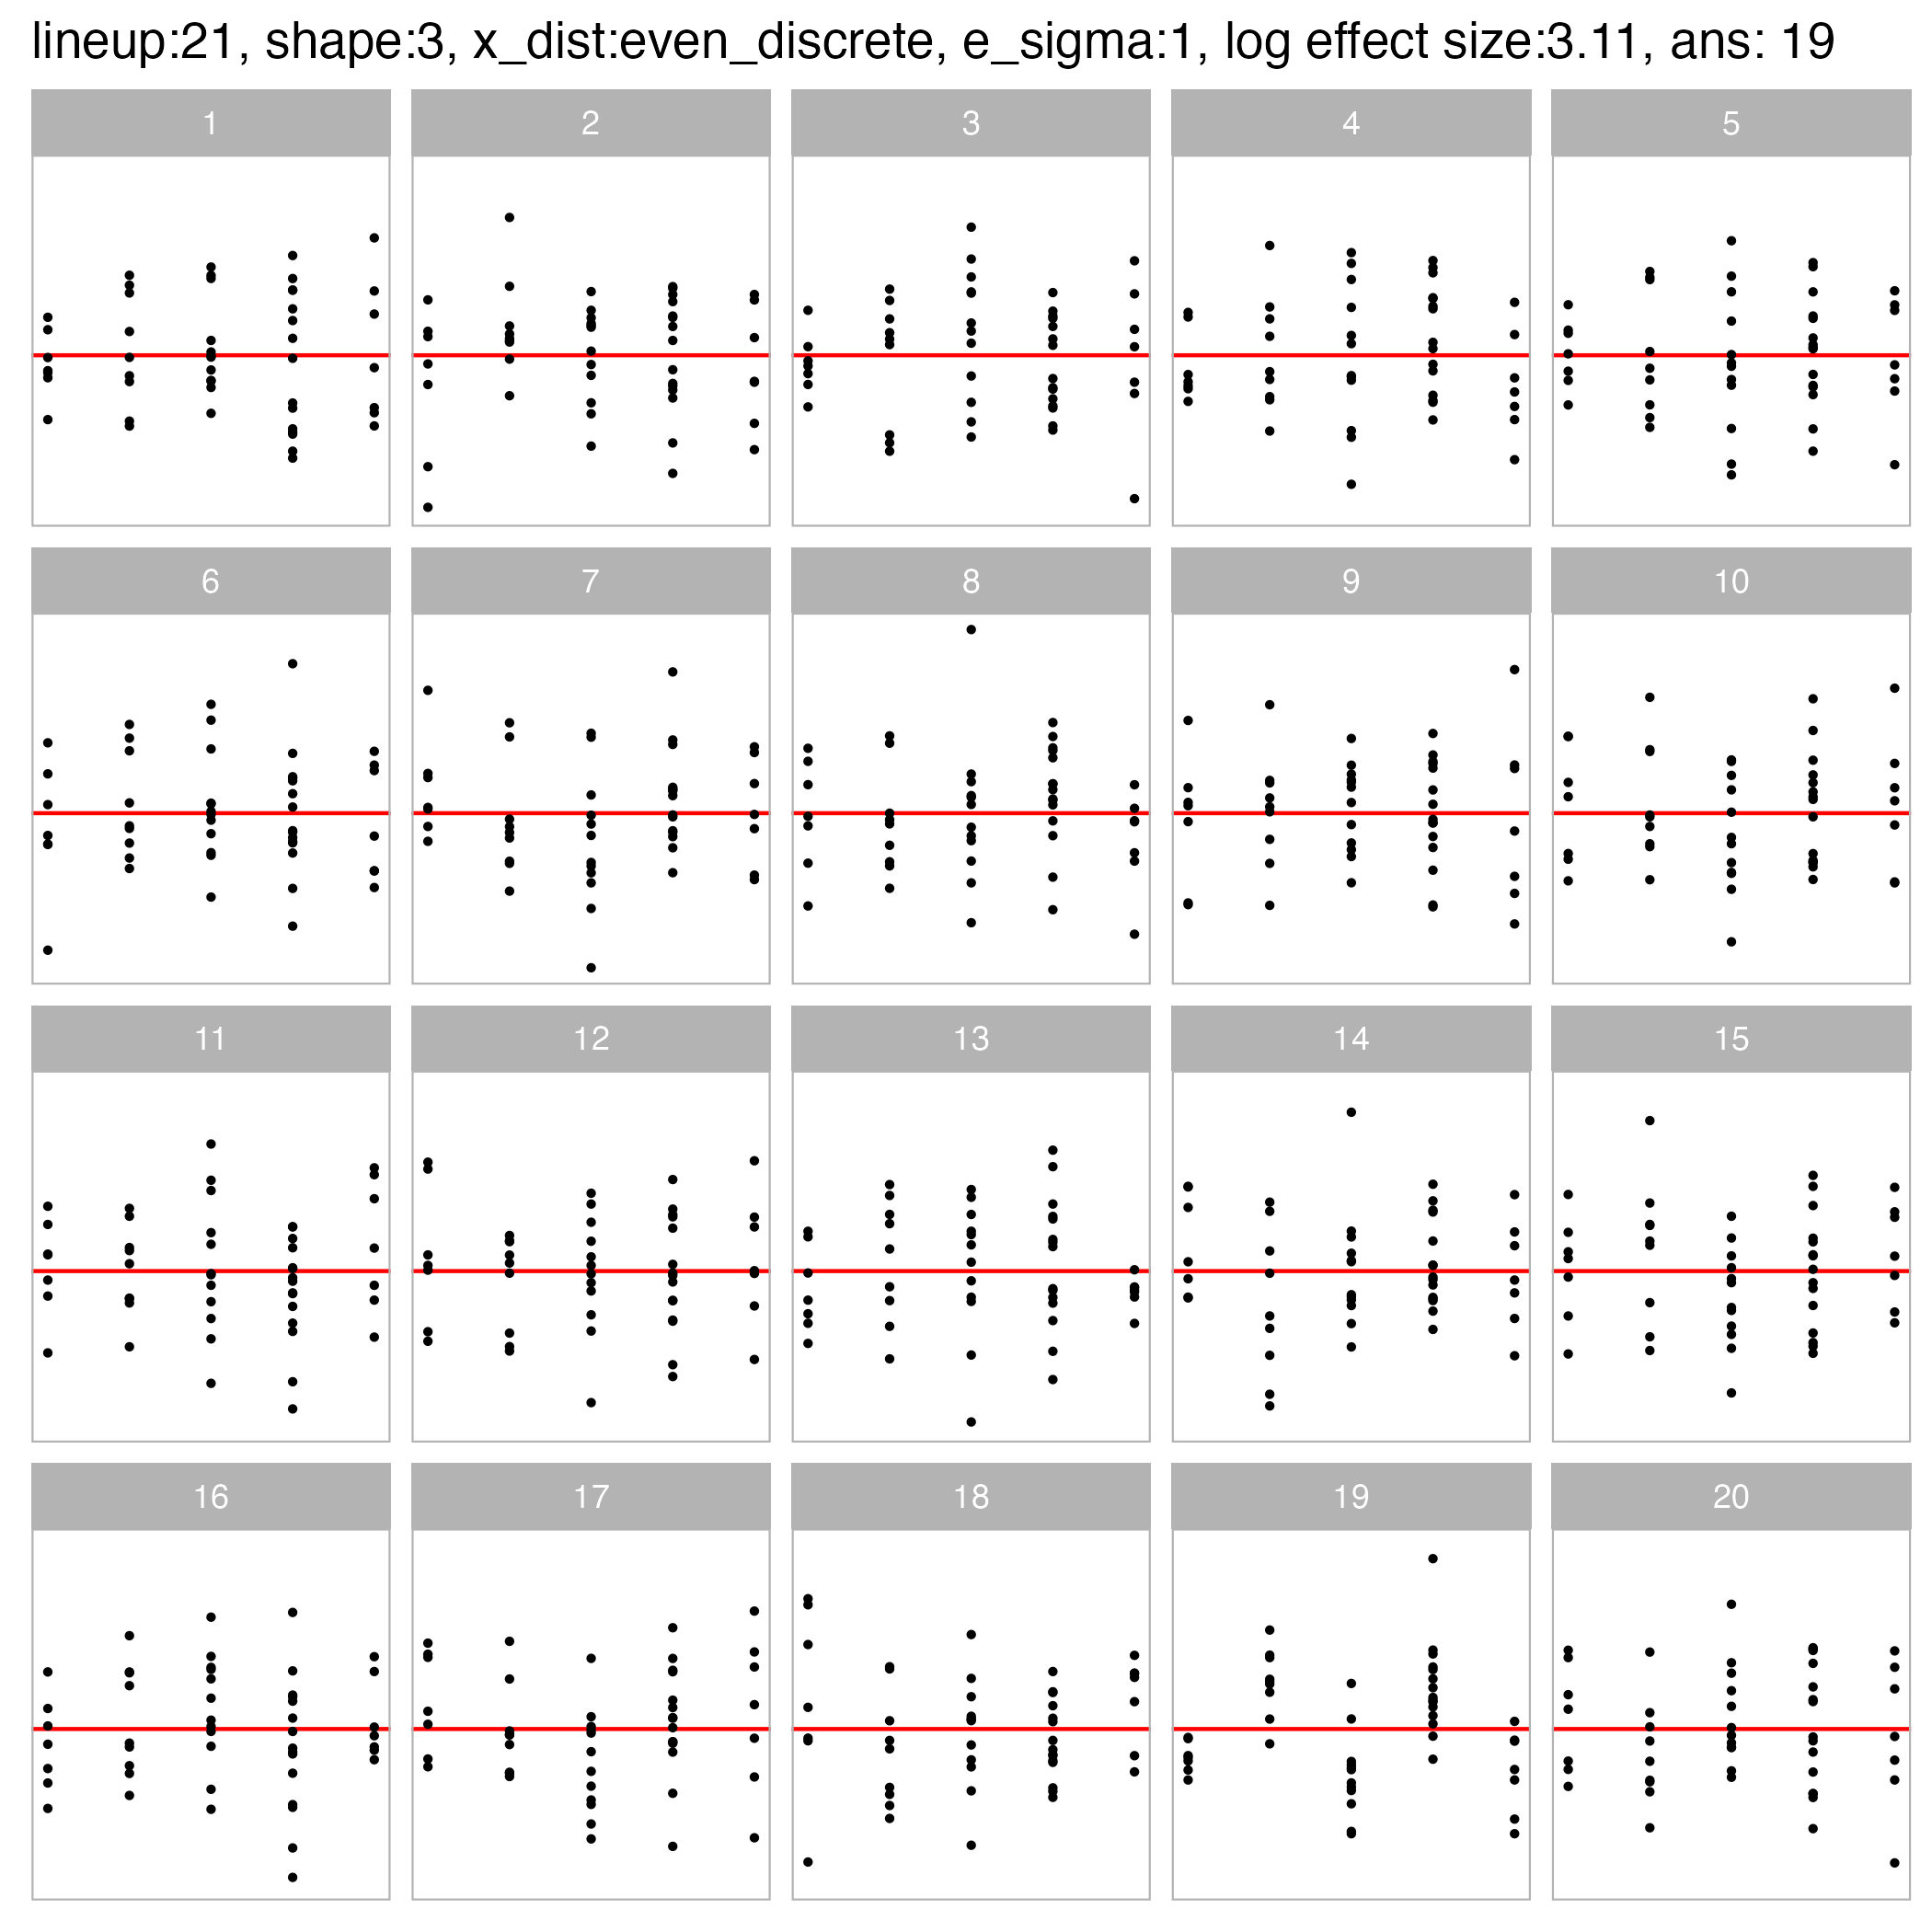 lineup:21, shape:3, x_dist:even_discrete, e_sigma:1, log effect size:3.11, ans: 19
1 2 3 4 5
6 7 8 9 10
11 12 13 14 15
16 17 18 19 20